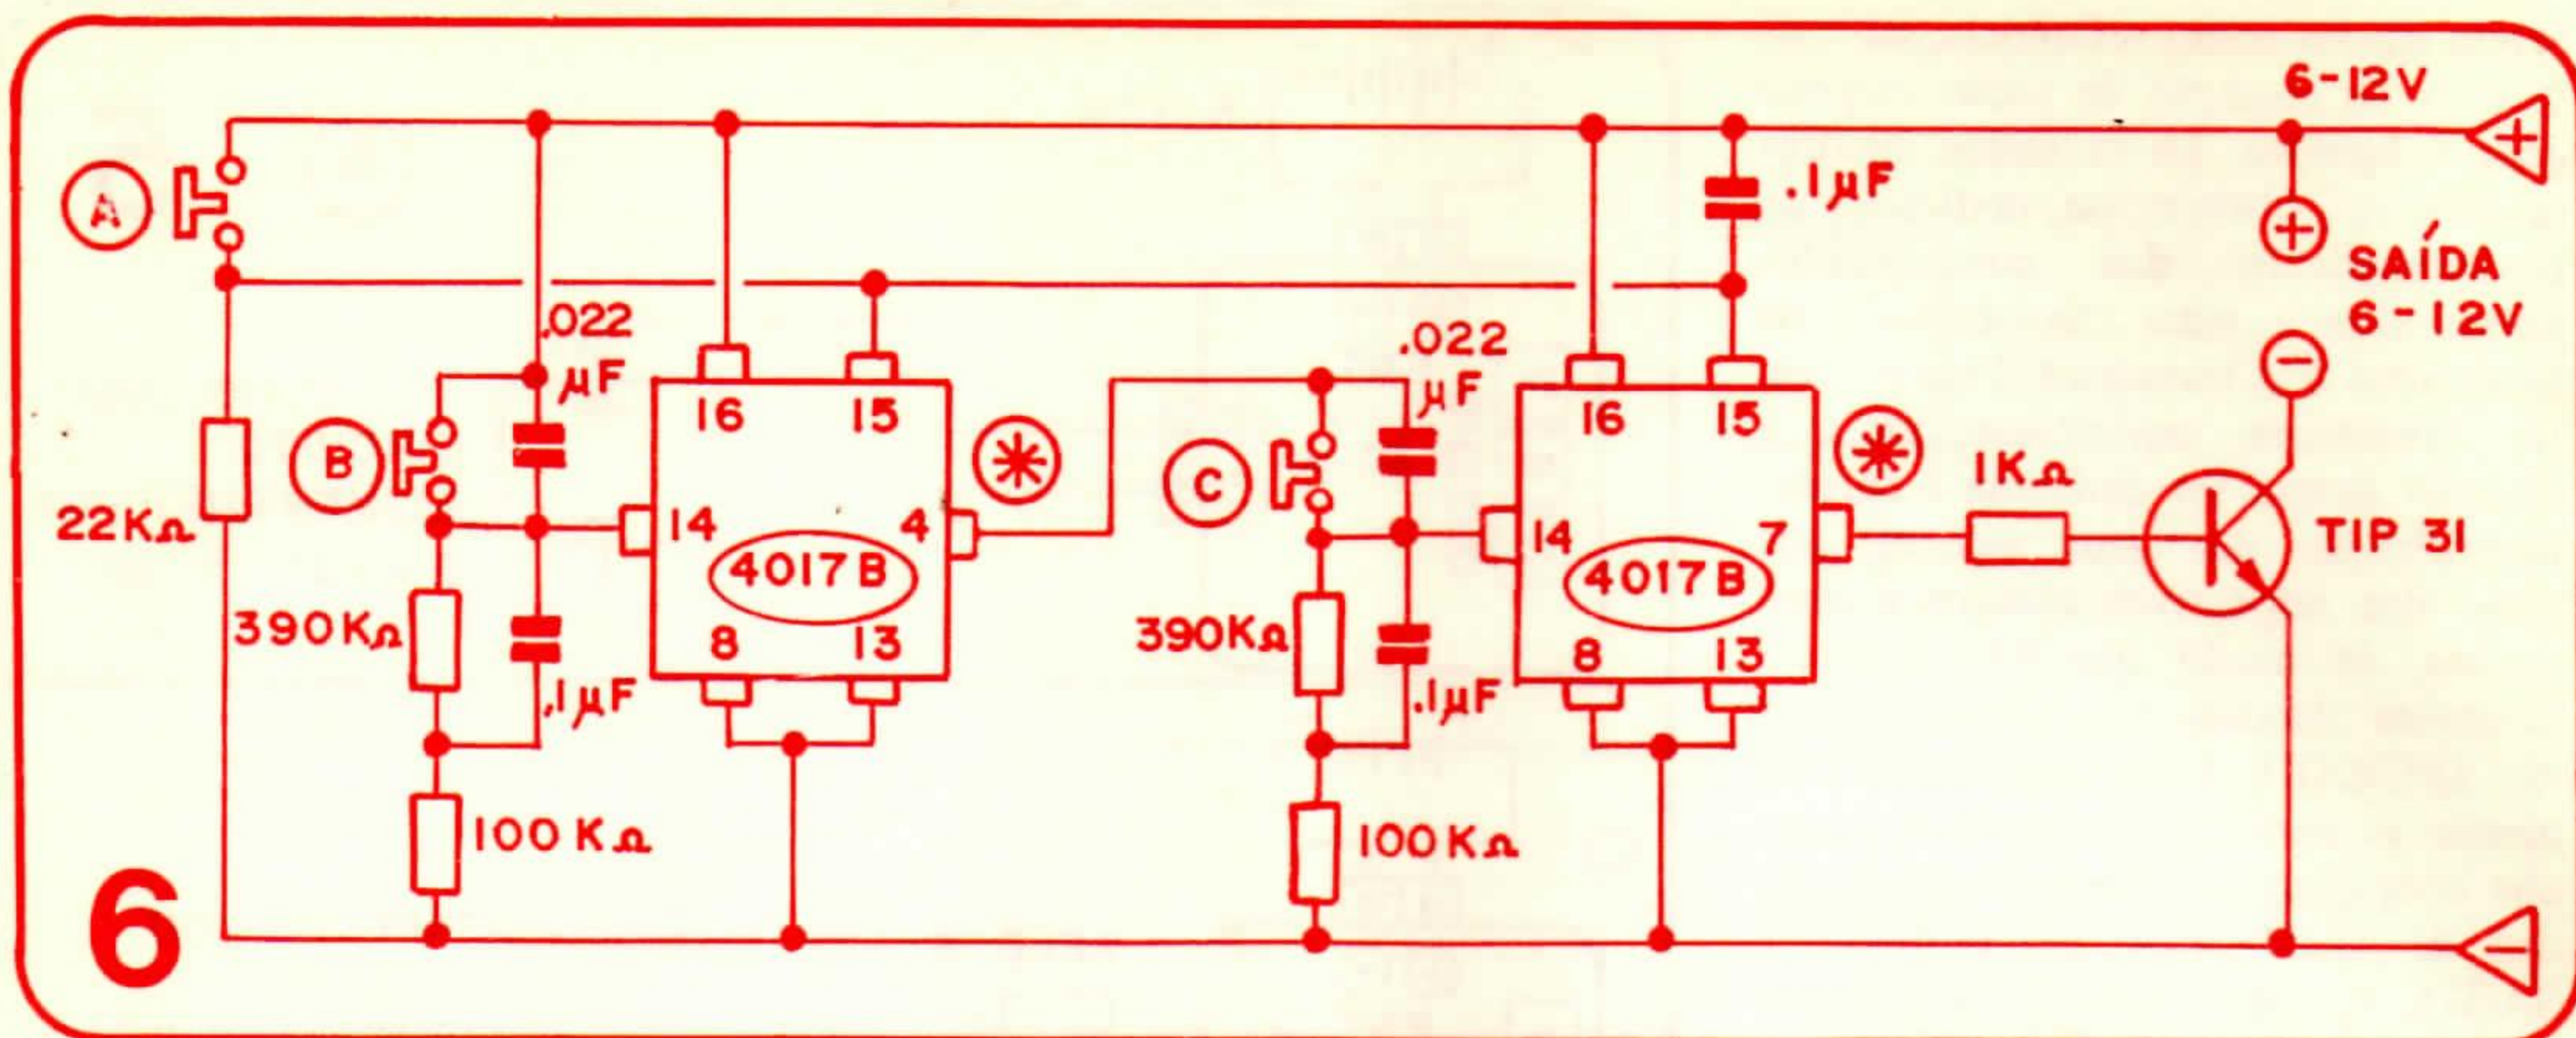 6-12V
+
A
.1µF
+
SAÍDA
6-12V
-
.022
µF
.022
µF
16 15
16 15
B
*
C
*
1KΩ
22KΩ
14 4
14 7
TIP 31
4017B
4017B
390KΩ
8 13
390KΩ
8 13
.1µF
.1µF
100KΩ
100KΩ
6
-